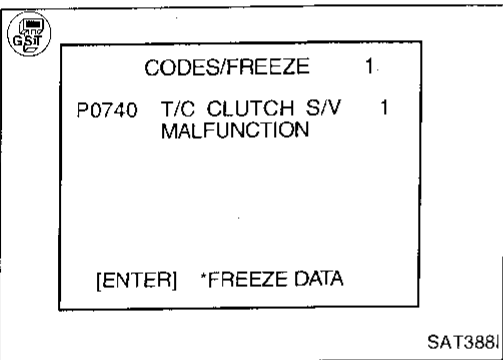 GST
CODES/FREEZE 1
P0740 T/C CLUTCH S/V 1
MALFUNCTION
[ENTER] *FREEZE DATA
SAT388I